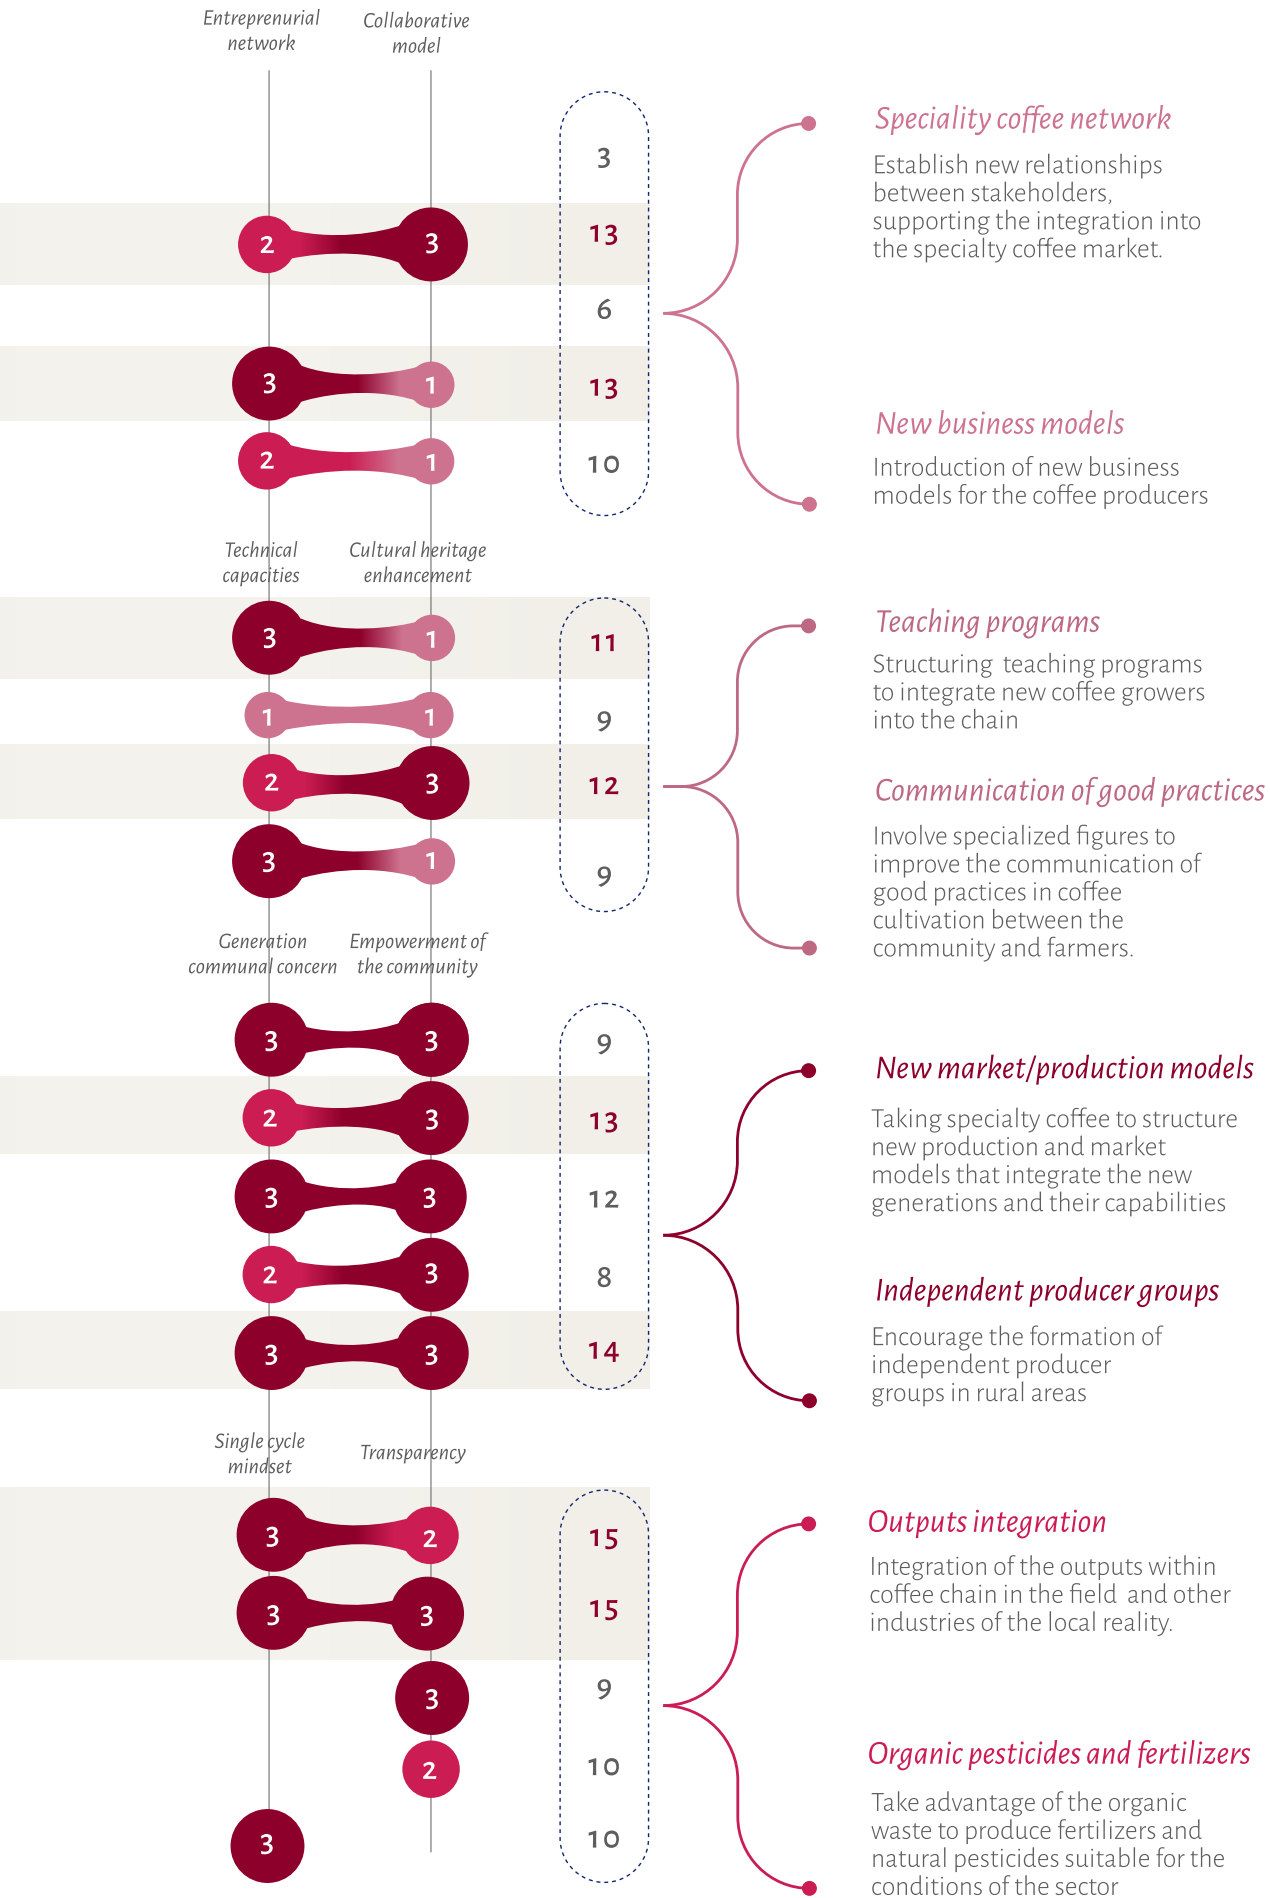 Entreprenurial
network
Collaborative
model
3
2
3
13
6
3
1
13
2
1
10
Speciality coffee network
Establish new relationships
between stakeholders,
supporting the integration into
the specialty coffee market.
New business models
Introduction of new business
models for the coffee producers
Technical
capacities
Cultural heritage
enhancement
3
1
11
1
1
9
2
3
12
3
1
9
Teaching programs
Structuring teaching programs
to integrate new coffee growers
into the chain
Communication of good practices
Involve specialized figures to
improve the communication of
good practices in coffee
cultivation between the
community and farmers.
Generation
communal concern
Empowerment of
the community
3
3
9
2
3
13
3
3
12
2
3
8
3
3
14
New market/production models
Taking specialty coffee to structure
new production and market
models that integrate the new
generations and their capabilities
Independent producer groups
Encourage the formation of
independent producer
groups in rural areas
Single cycle
mindset
Transparency
3
2
15
3
3
15
3
9
2
10
3
10
Outputs integration
Integration of the outputs within
coffee chain in the field and other
industries of the local reality.
Organic pesticides and fertilizers
Take advantage of the organic
waste to produce fertilizers and
natural pesticides suitable for the
conditions of the sector